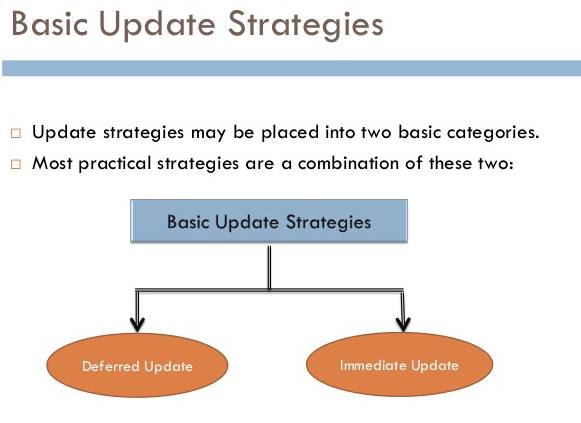 Basic Update Strategies
Update strategies may be placed into two basic categories.
Most practical strategies are a combination of these two:
Basic Update Strategies
Deferred Update
Immediate Update